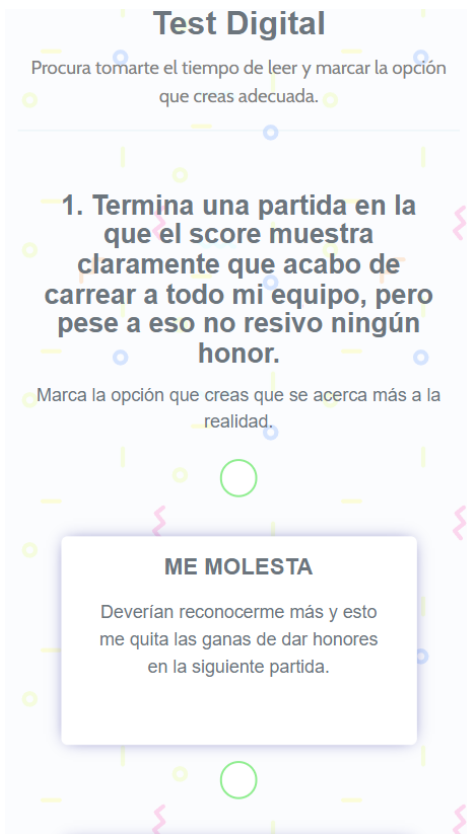 Test Digital
Procura tomarte el tiempo de leer y marcar la opción
que creas adecuada.
1. Termina una partida en la
que el score muestra
claramente que acabo de
carrear a todo mi equipo, pero
pese a eso no resivo ningún
honor.
Marca la opción que creas que se acerca más a la
realidad.
ME MOLESTA
Deverían reconocerme más y esto
me quita las ganas de dar honores
en la siguiente partida.